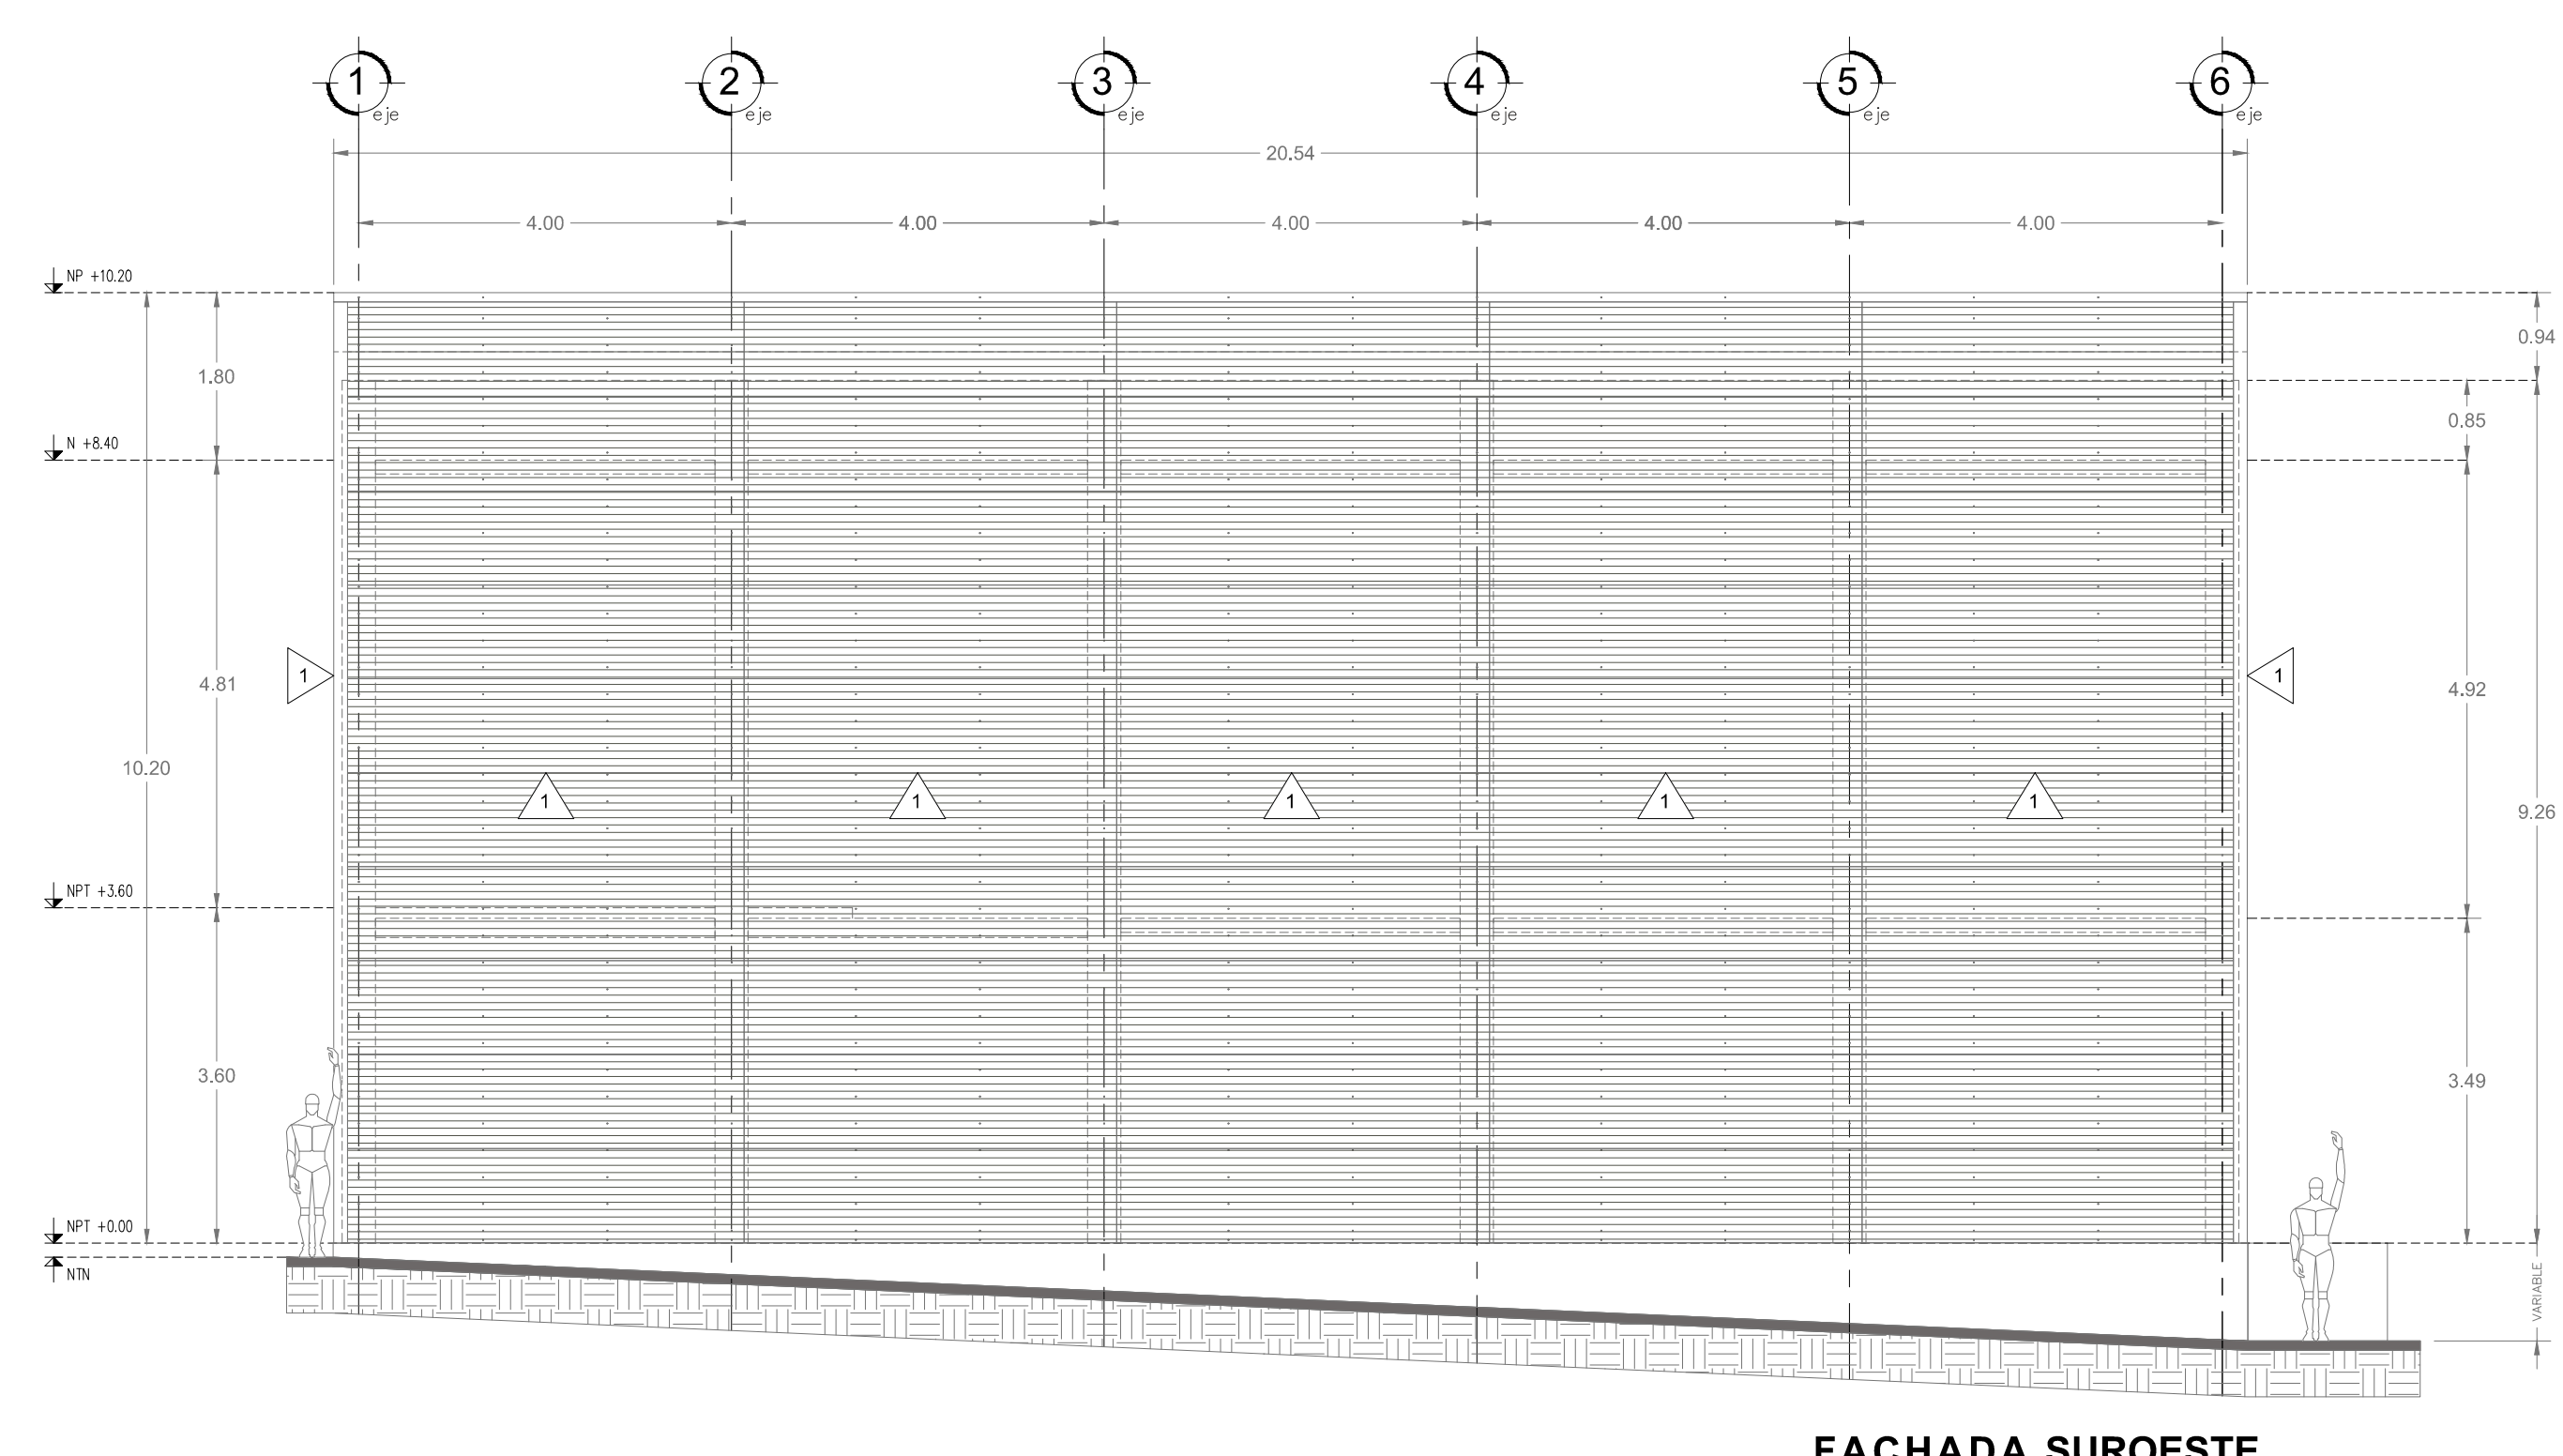 1 2 3 4 5 6
eje eje eje eje eje eje
20.54
4.00 4.00 4.00 4.00 4.00
NP +10.20
0.94
1.80
0.85
N +8.40
1 1
4.81 4.92
10.20
1 1 1 1 1
9.26
NPT +3.60
3.60 3.49
NPT +0.00
NTN
VARIABLE
FACHADA SUROESTE